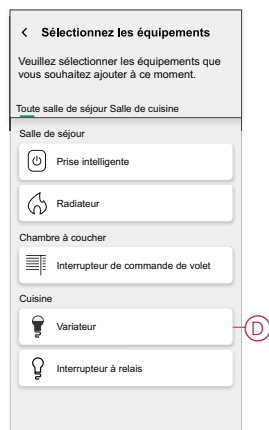 Sélectionnez les équipements
Veuillez sélectionner les équipements que
vous souhaitez ajouter à ce moment.
Toute salle de séjour Salle de cuisine
Salle de séjour
Prise intelligente
Radiateur
Chambre à coucher
Interrupteur de commande de volet
Cuisine
Variateur
D
Interrupteur à relais